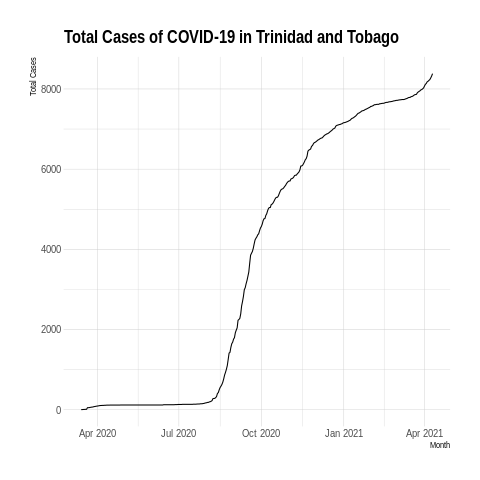 Total Cases of COVID-19 in Trinidad and Tobago
Total Cases
8000
6000
4000
2000
0
Apr 2020 Jul 2020 Oct 2020 Jan 2021 Apr 2021
Month